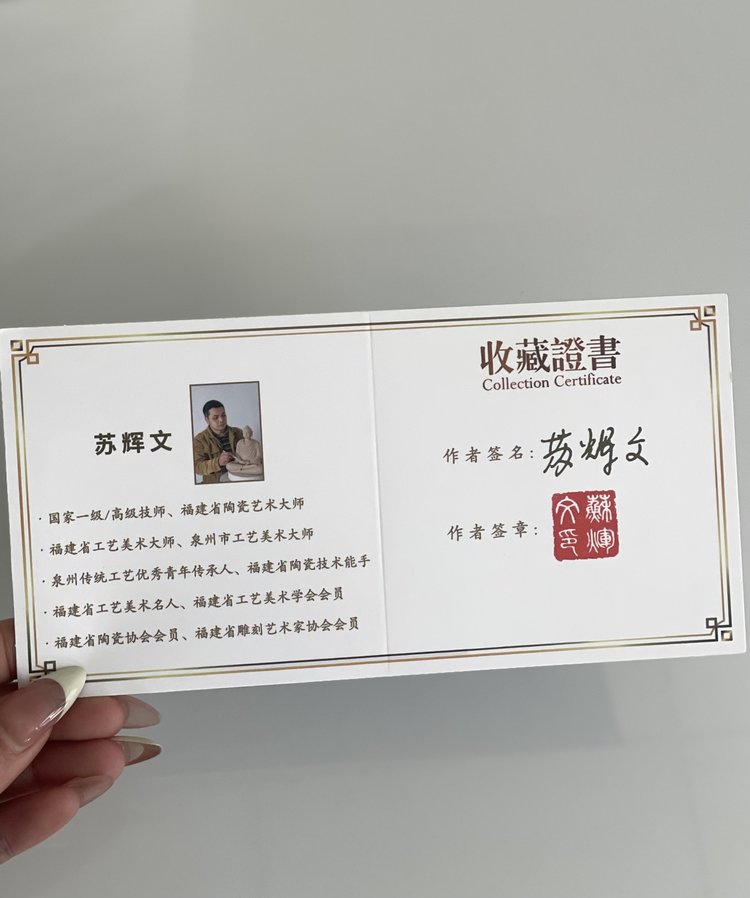 苏辉文
·国家一级/高级技师、福建省陶瓷艺术大师
·福建省工艺美术大师、泉州市工艺美术大师
·泉州传统工艺优秀青年传承人、福建省陶瓷技术能手
·福建省工艺美术名人、福建省工艺美术学会会员
·福建省陶瓷协会会员、福建省雕刻艺术家协会会员
收藏證書
Collection Certificate
作者签名:苏辉文
作者签章:
蘇輝
文印